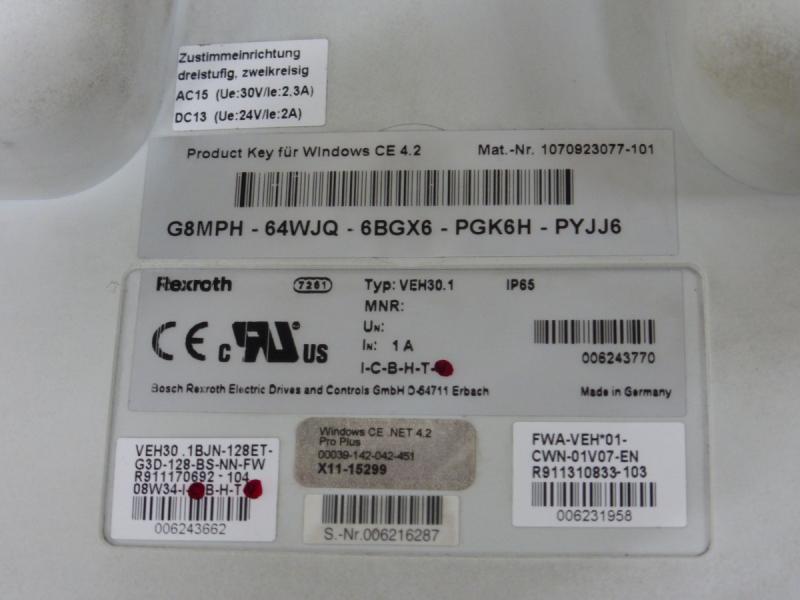 Zustimmeinrichtung
dreistufig, zweikreisig
AC15 (Ue:30V/Ie:2,3A)
DC13 (Ue:24V/Ie:2A)
Product Key für Windows CE 4.2 Mat.-Nr. 1070923077-101
G8MPH - 64WJQ - 6BGX6 - PGK6H - PYJJ6
Rexroth 7261 Typ: VEH30.1 IP65
MNR:
UN:
IN: 1 A
I-C-B-H-T-
CE c RU US
006243770
Bosch Rexroth Electric Drives and Controls GmbH D-64711 Erbach Made in Germany
VEH30 .1BJN-128ET-
G3D-128-BS-NN-FW
R911170692 - 104
08W34-I- B-H-T
006243662
Windows CE .NET 4.2
Pro Plus
00039-142-042-451
X11-15299
S.-Nr.006216287
FWA-VEH*01-
CWN-01V07-EN
R911310833-103
006231958